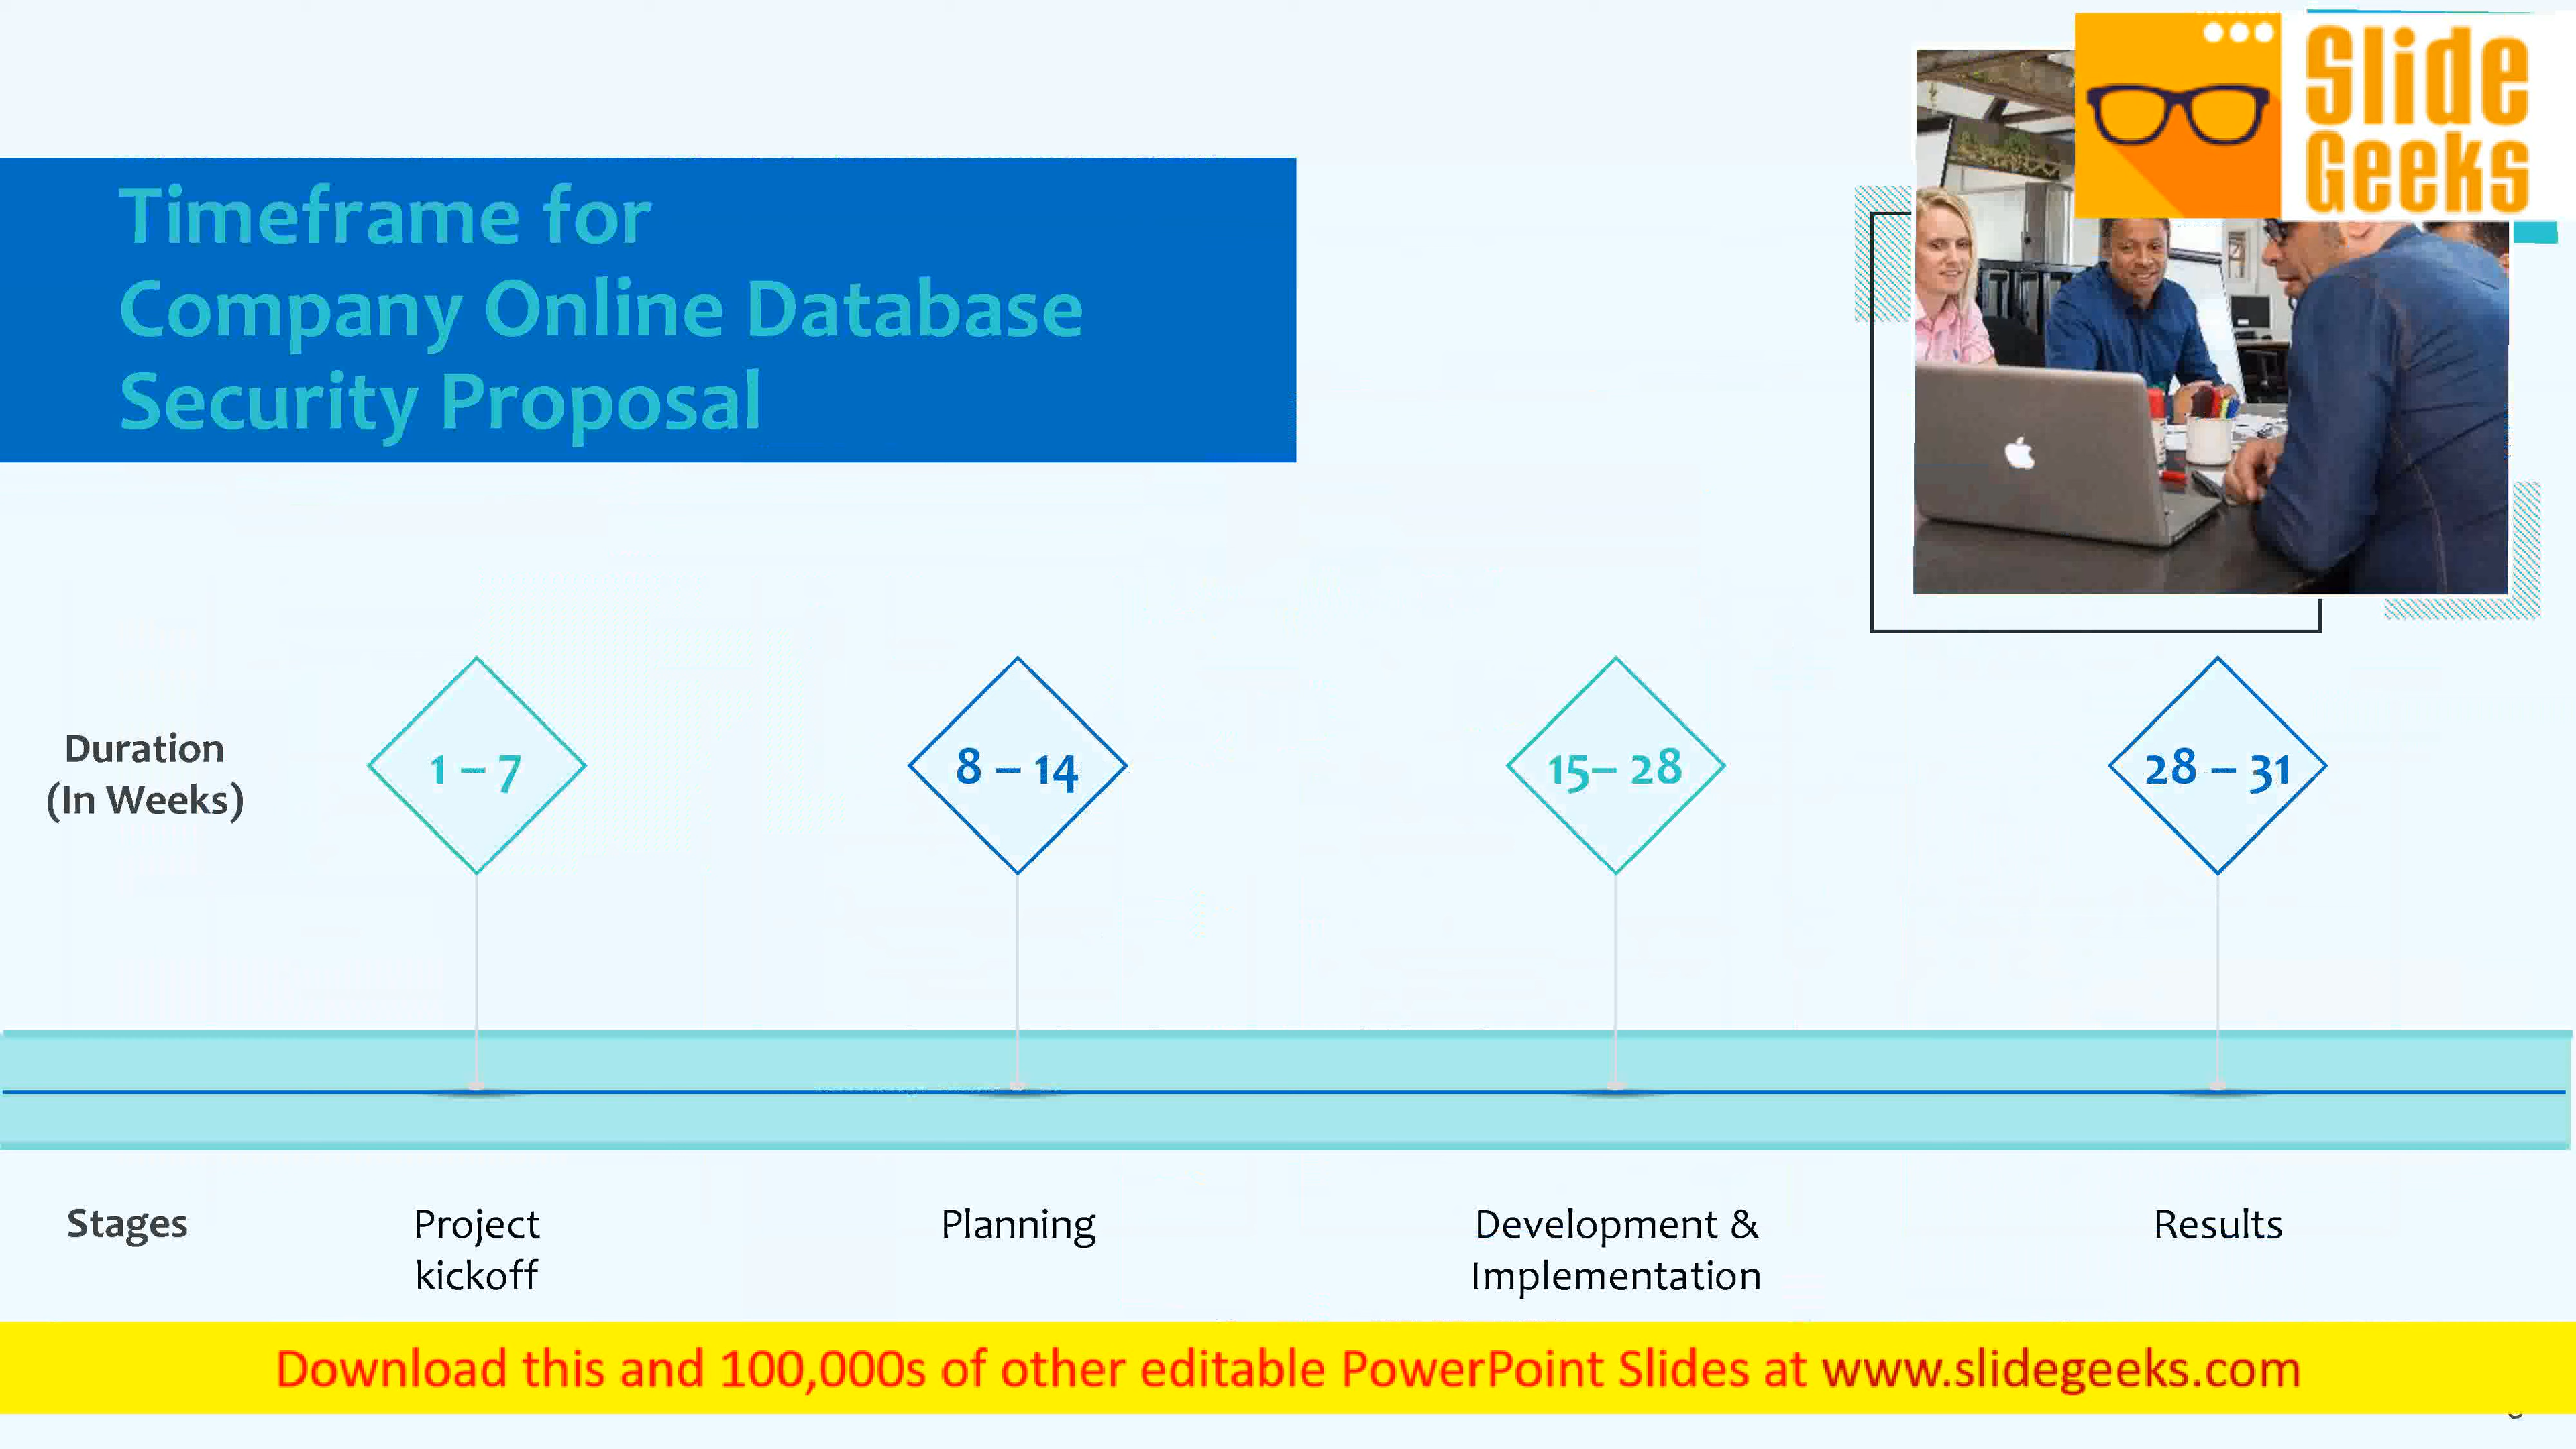 Slide
Geeks
Timeframe for
Company Online Database
Security Proposal
Duration
(In Weeks)
1 – 7
8 – 14
15– 28
28 – 31
Stages
Project
kickoff
Planning
Development &
Implementation
Results
Download this and 100,000s of other editable PowerPoint Slides at www.slidegeeks.com